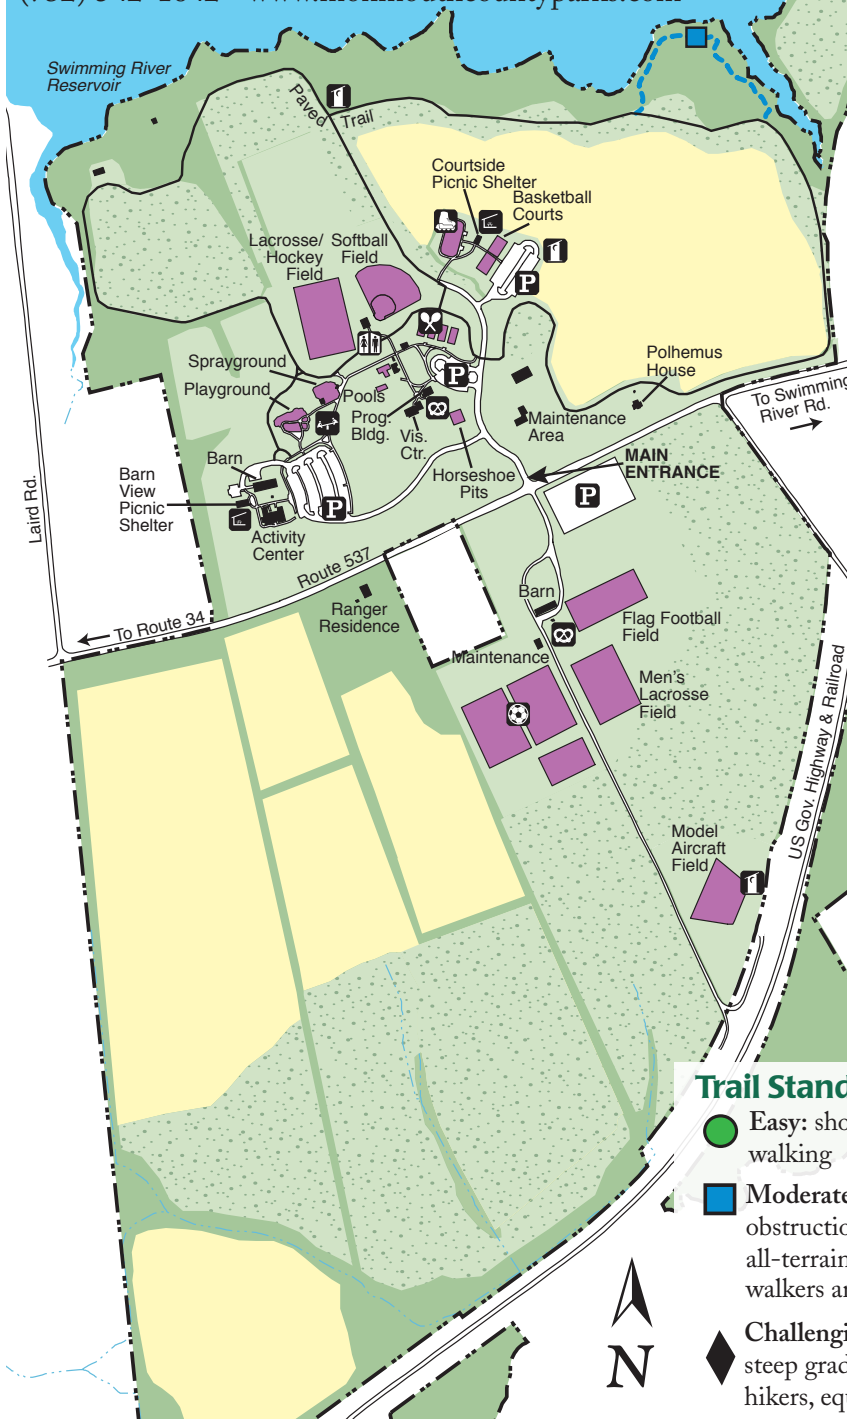 www.monmouthcountyparks.com
Swimming River
Reservoir
Paved Trail
Courtside
Picnic Shelter
Basketball
Courts
Lacrosse/
Hockey
Field
Softball
Field
P
Polhemus
House
To Swimming
River Rd.
Sprayground
Playground
Pools
P
Prog.
Bldg.
Vis.
Ctr.
Maintenance
Area
Horseshoe
Pits
MAIN
ENTRANCE
Laird Rd.
Barn
Barn
View
Picnic
Shelter
P
P
Activity
Center
Route 537
To Route 34
Ranger
Residence
Barn
Flag Football
Field
Maintenance
Men's
Lacrosse
Field
US Gov. Highway & Railroad
Model
Aircraft
Field
Trail Stand
Easy: sho
walking
Moderate
obstructio
all-terrain
walkers a
Challengi
steep grad
hikers, equ
N